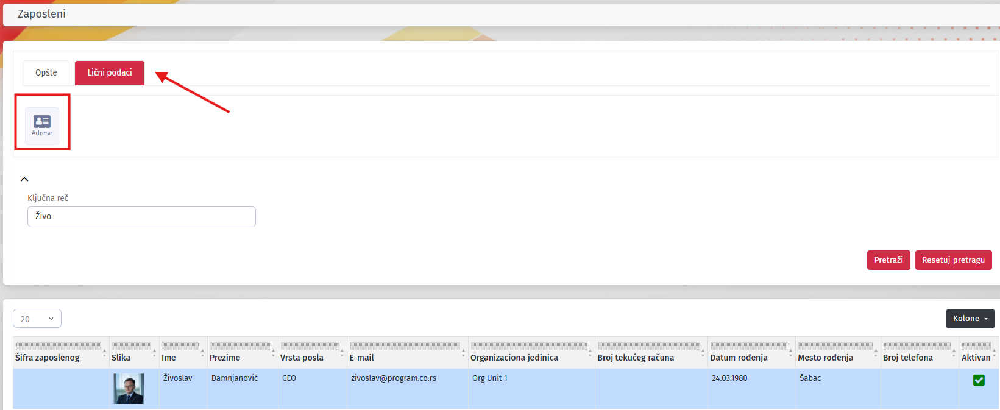 Zaposleni
Opšte
Lični podaci
Adrese
Ključna reč
Živo
Pretraži
Resetuj pretragu
20
Kolone
Šifra zaposlenog Slika Ime Prezime Vrsta posla E-mail Organizaciona jedinica Broj tekućeg računa Datum rođenja Mesto rođenja Broj telefona Aktivan
Živoslav Damnjanović CEO zivoslav@program.co.rs Org Unit 1 24.03.1980 Šabac